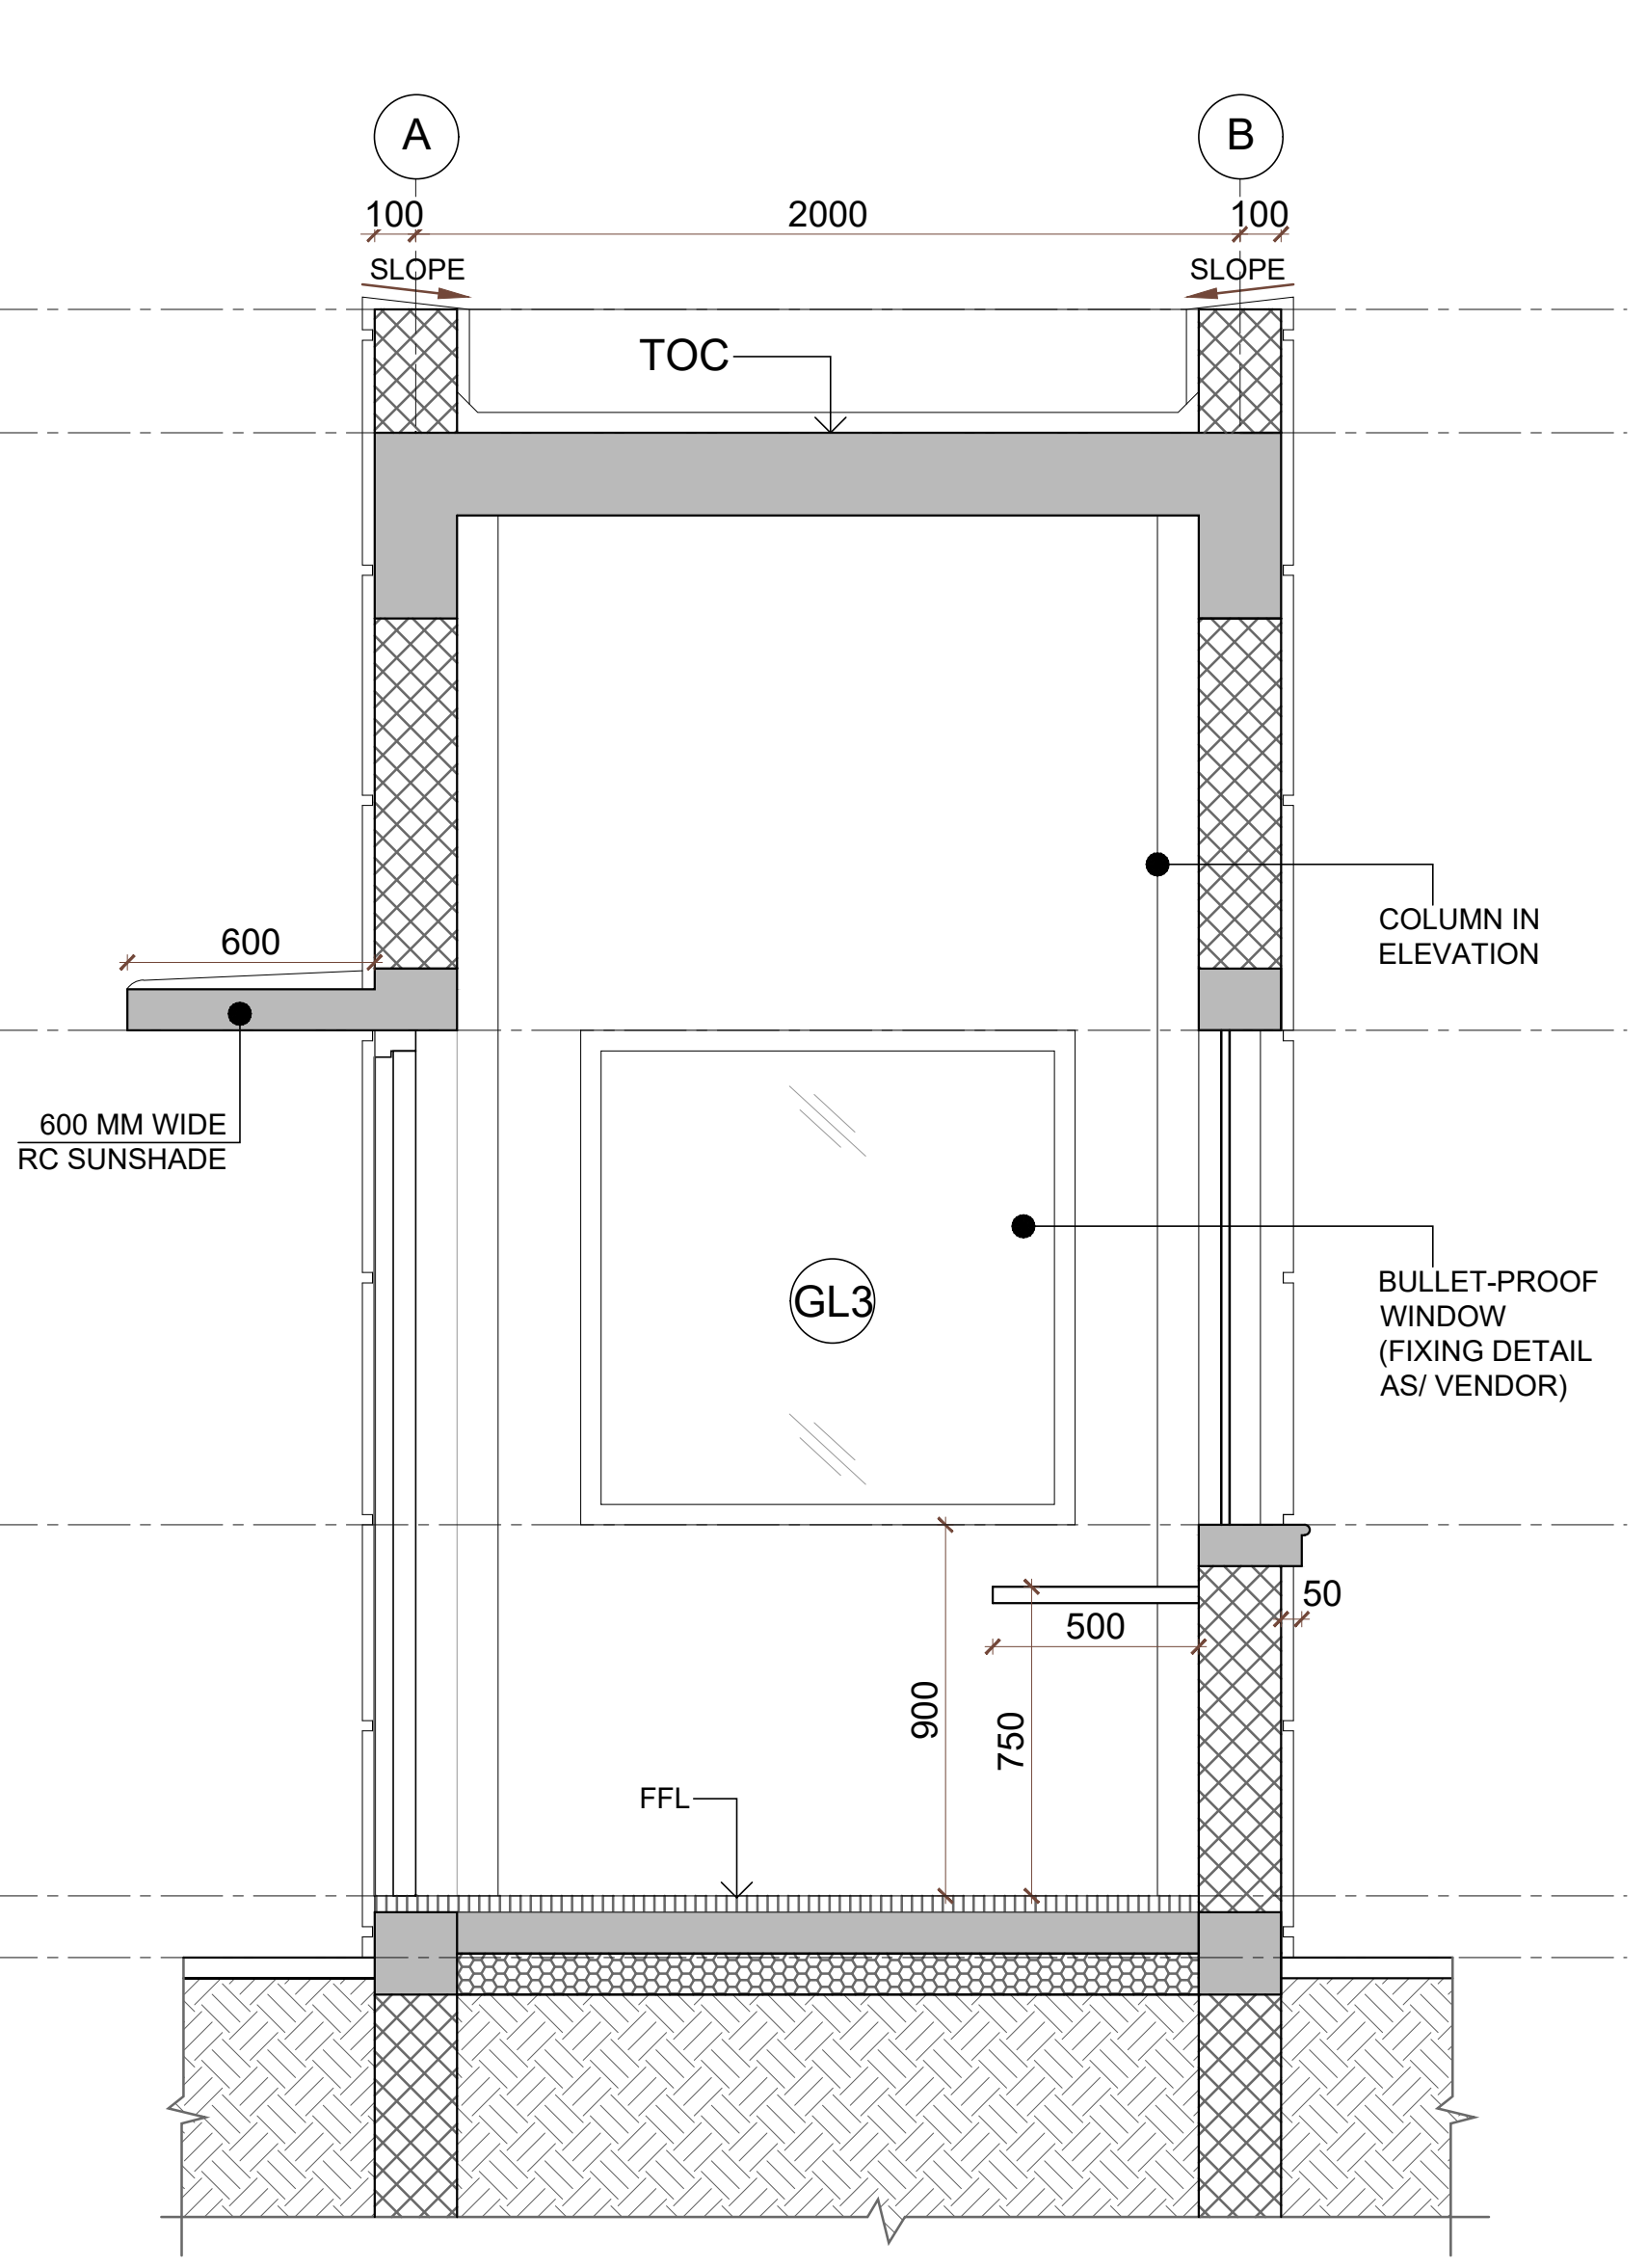 A
B
100
2000
100
SLOPE
SLOPE
TOC
COLUMN IN
ELEVATION
600
600 MM WIDE
RC SUNSHADE
GL3
BULLET-PROOF
WINDOW
(FIXING DETAIL
AS/ VENDOR)
50
500
900
750
FFL